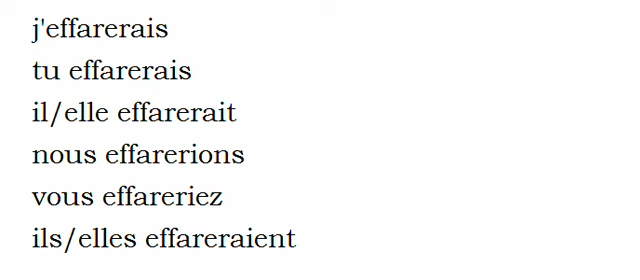 j'effarerais
tu effarerais
il/elle effarerait
nous effarerions
vous effareriez
ils/elles effareraient